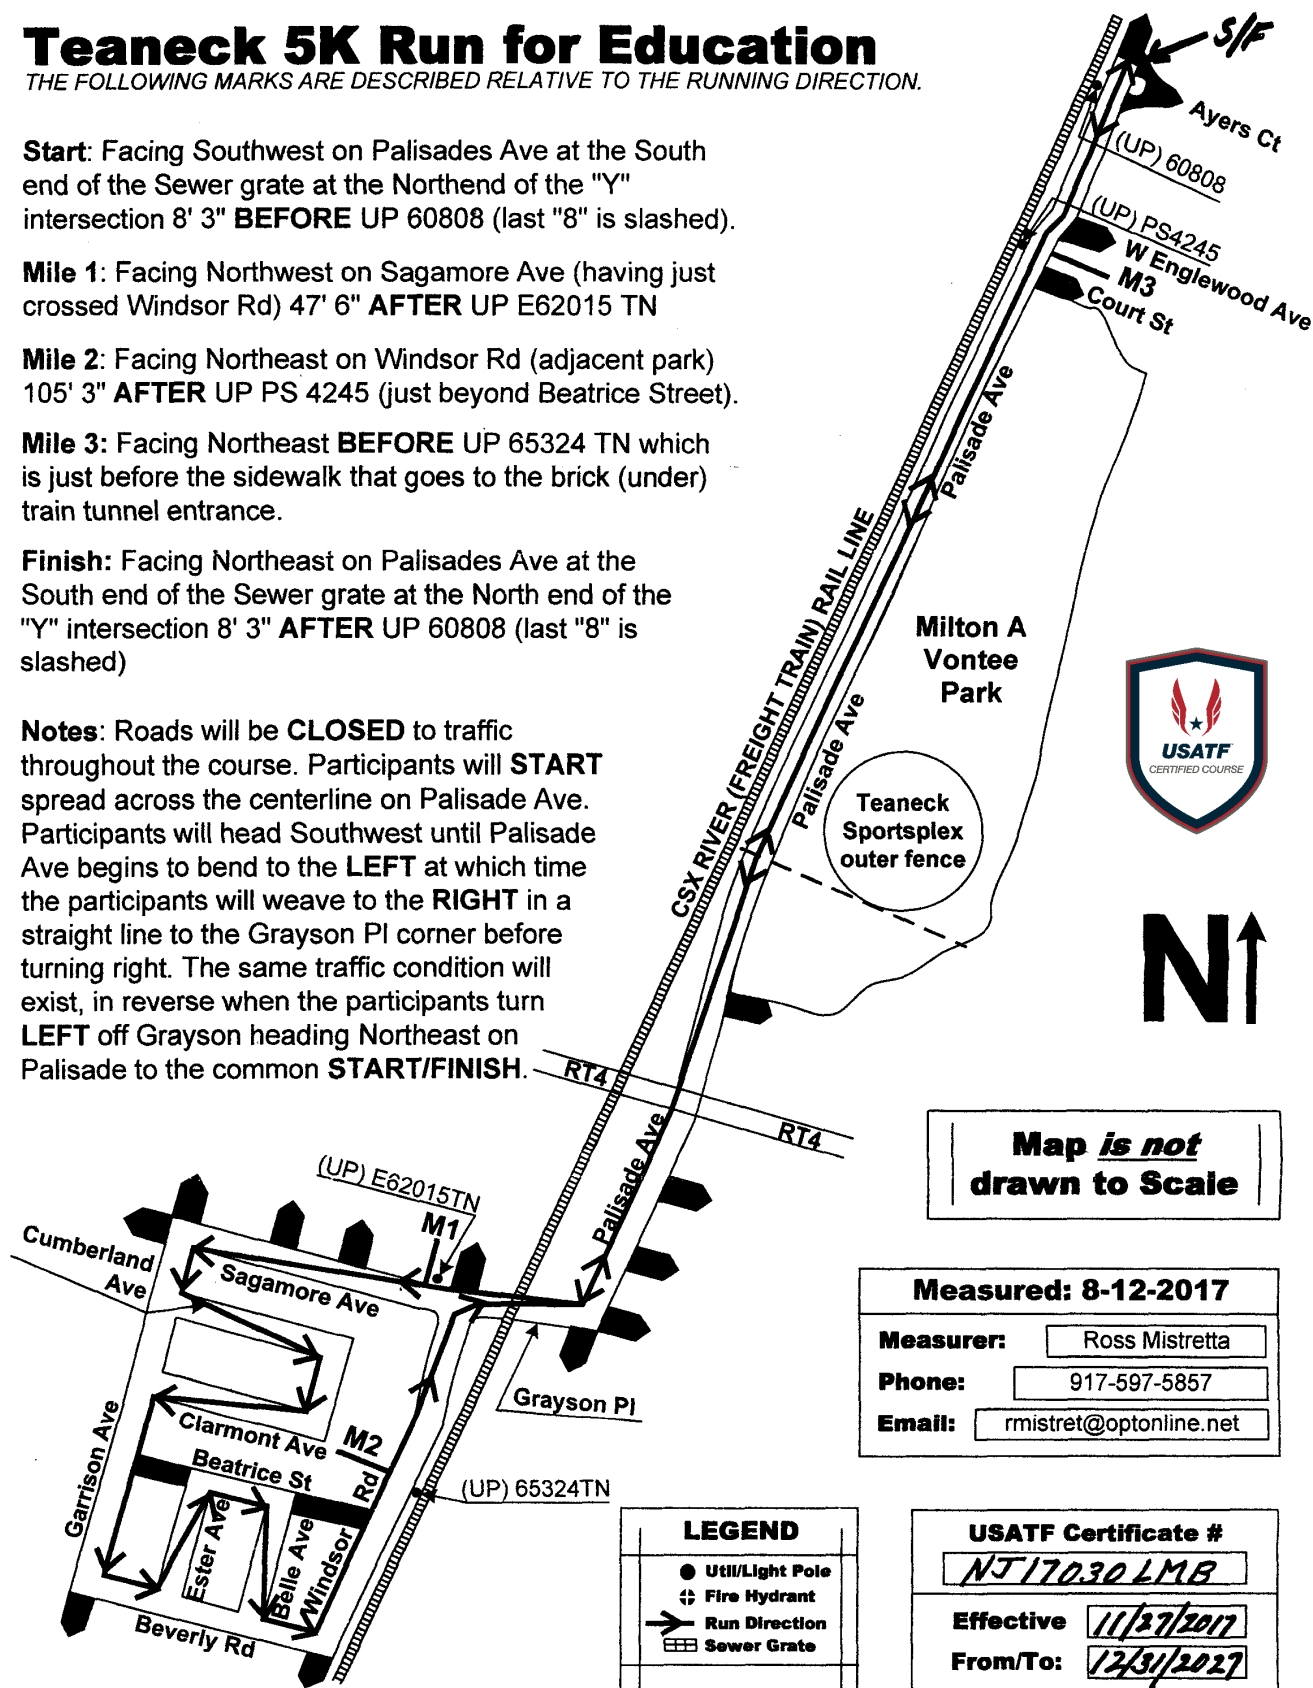 Teaneck 5K Run for Education
THE FOLLOWING MARKS ARE DESCRIBED RELATIVE TO THE RUNNING DIRECTION.
Start: Facing Southwest on Palisades Ave at the South
end of the Sewer grate at the Northend of the "Y"
intersection 8' 3" BEFORE UP 60808 (last "8" is slashed).
Mile 1: Facing Northwest on Sagamore Ave (having just
crossed Windsor Rd) 47' 6" AFTER UP E62015 TN
Mile 2: Facing Northeast on Windsor Rd (adjacent park)
105' 3" AFTER UP PS 4245 (just beyond Beatrice Street).
Mile 3: Facing Northeast BEFORE UP 65324 TN which
is just before the sidewalk that goes to the brick (under)
train tunnel entrance.
Finish: Facing Northeast on Palisades Ave at the
South end of the Sewer grate at the North end of the
"Y" intersection 8' 3" AFTER UP 60808 (last "8" is
slashed)
Notes: Roads will be CLOSED to traffic
throughout the course. Participants will START
spread across the centerline on Palisade Ave.
Participants will head Southwest until Palisade
Ave begins to bend to the LEFT at which time
the participants will weave to the RIGHT in a
straight line to the Grayson Pl corner before
turning right. The same traffic condition will
exist, in reverse when the participants turn
LEFT off Grayson heading Northeast on
Palisade to the common START/FINISH.
S/F
Ayers Ct
(UP) 60808
(UP) PS4245
W Englewood Ave
M3
Court St
Palisade Ave
CSX RIVER (FREIGHT TRAIN) RAIL LINE
Milton A
Vontee
Park
Palisade Ave
Teaneck
Sportsplex
outer fence
USATF
CERTIFIED COURSE
N
RT4
RT4
Palisade Ave
(UP) E62015TN
M1
Cumberland
Ave
Sagamore Ave
Grayson Pl
Garrison Ave
Clarmont Ave
M2
Beatrice St
Rd
Windsor
Ester Ave
Belle Ave
Beverly Rd
(UP) 65324TN
Map is not
drawn to Scale
Measured: 8-12-2017
Measurer: Ross Mistretta
Phone: 917-597-5857
Email: rmistret@optonline.net
LEGEND
Util/Light Pole
Fire Hydrant
Run Direction
Sewer Grate
USATF Certificate #
NJ17030LMB
Effective 11/27/2017
From/To: 12/31/2027